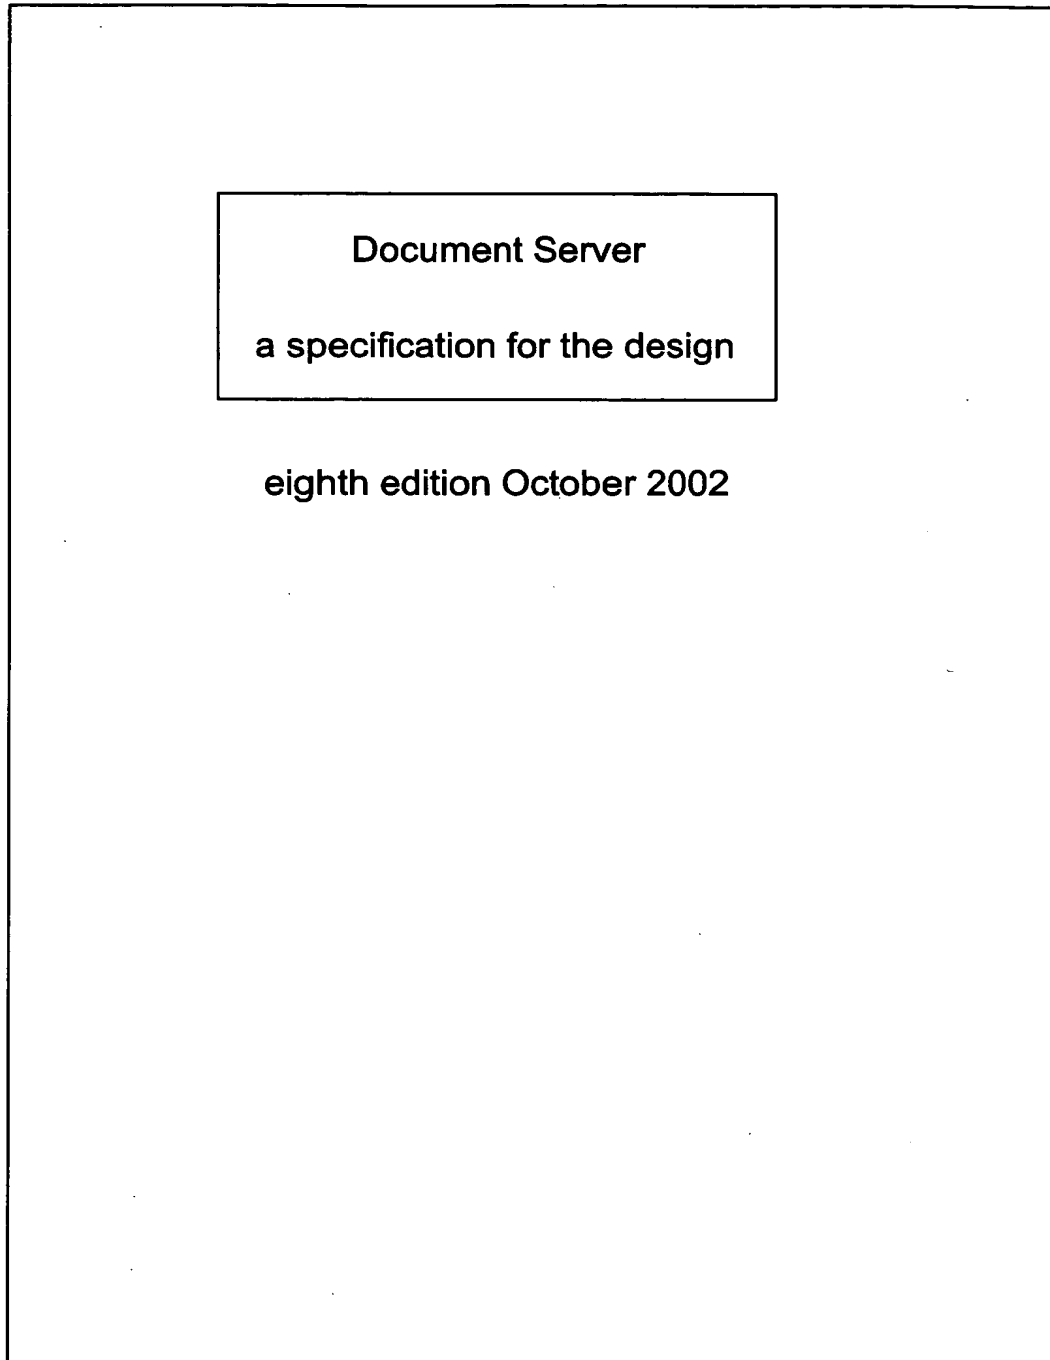 Document Server
a specification for the design
eighth edition October 2002